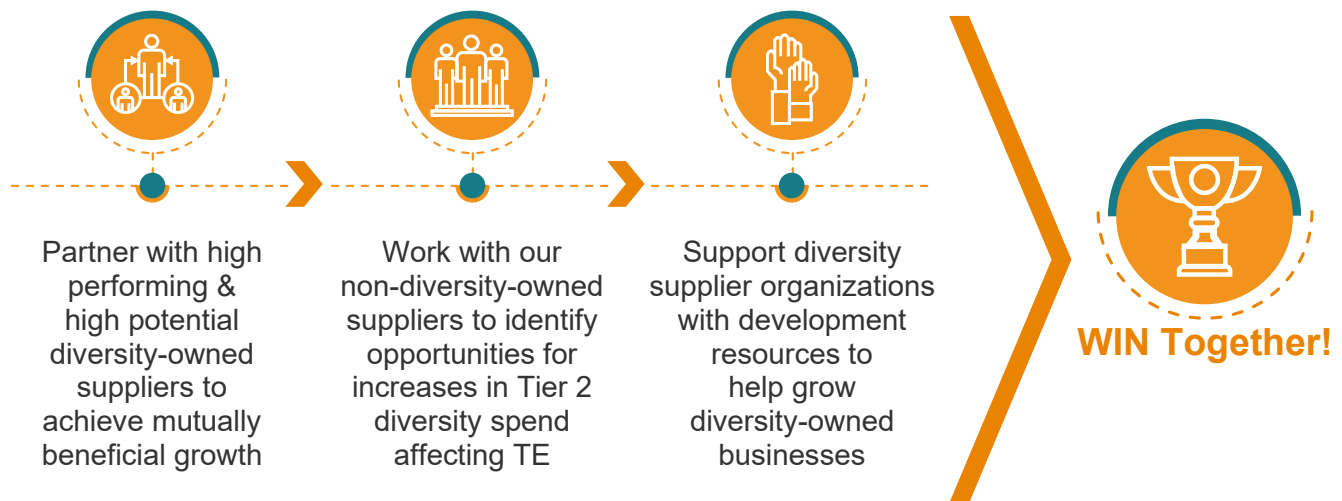 Partner with high
performing &
high potential
diversity-owned
suppliers to
achieve mutually
beneficial growth
Work with our
non-diversity-owned
suppliers to identify
opportunities for
increases in Tier 2
diversity spend
affecting TE
Support diversity
supplier organizations
with development
resources to
help grow
diversity-owned
businesses
WIN Together!